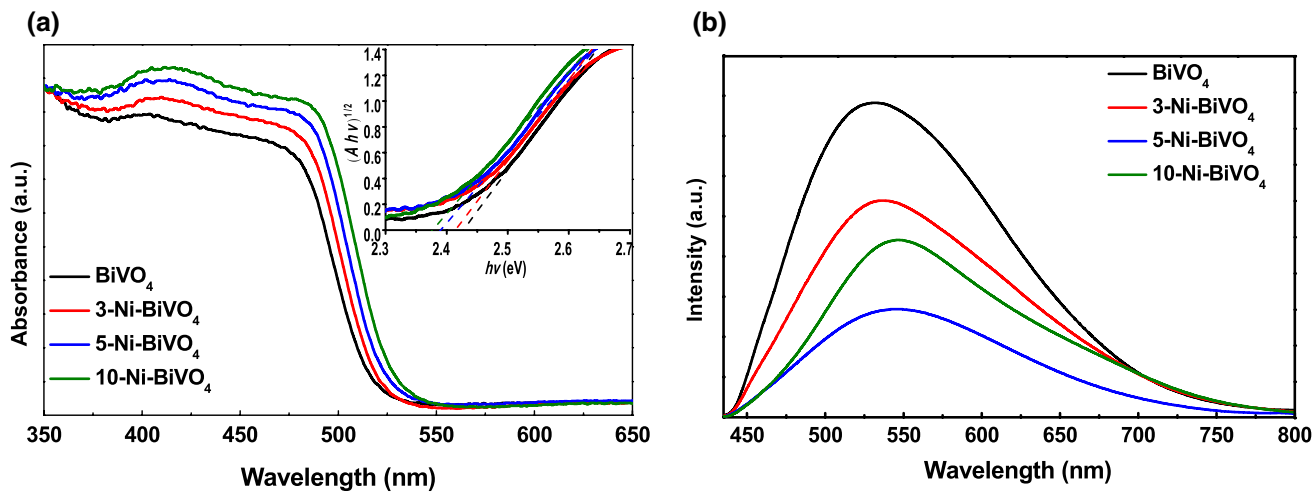 (a)
Absorbance (a.u.)
BiVO4
3-Ni-BiVO4
5-Ni-BiVO4
10-Ni-BiVO4
350 400 450 500 550 600 650
Wavelength (nm)
(A hν)^1/2
1.4
1.2
1.0
0.8
0.6
0.4
0.2
0.0
2.3 2.4 2.5 2.6 2.7
hν (eV)
(b)
Intensity (a.u.)
BiVO4
3-Ni-BiVO4
5-Ni-BiVO4
10-Ni-BiVO4
450 500 550 600 650 700 750 800
Wavelength (nm)